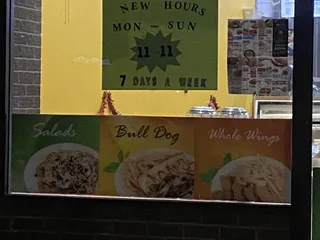 NEW HOURS
MON - SUN
11-11
7 DAYS A WEEK
Salads
Bull Dog
Whole Wings